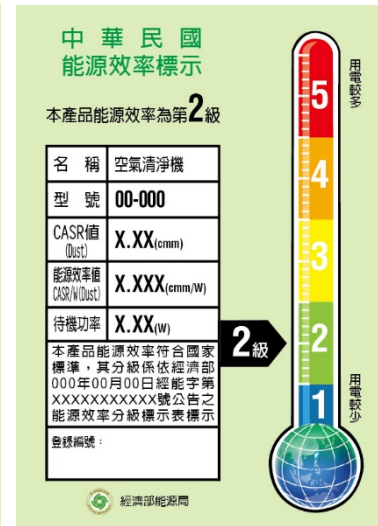 中華民國
能源效率標示
本產品能源效率為第2級
名 稱 空氣清淨機
型 號 00-000
CASR值
(Dust)
X.XX(cmm)
能源效率值
CASR/W(Dust)
X.XXX(cmm/W)
待機功率 X.XX(W)
本產品能源效率符合國家
標準，其分級係依經濟部
000年00月00日經能字第
XXXXXXXXXXXX號公告之
能源效率分級標示表標示
登錄編號：
經濟部能源局
2級
用電較多
5
4
3
2
1
用電較少